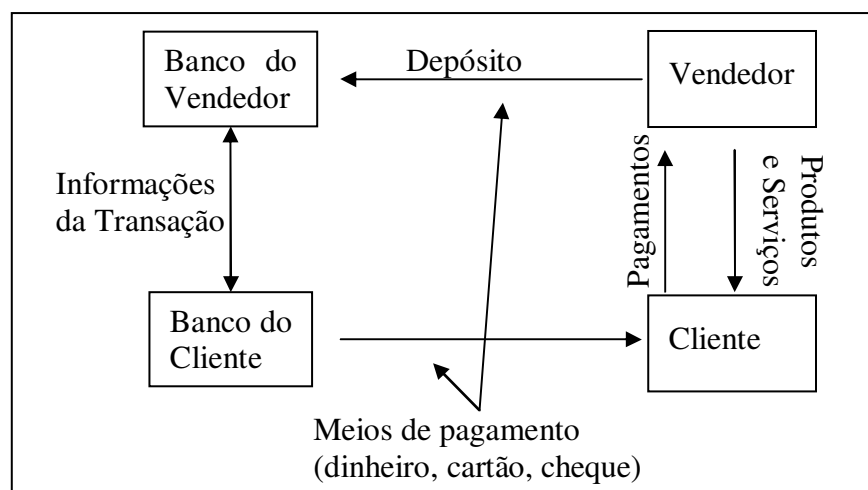 Banco do
Vendedor
Depósito
Vendedor
Informações
da Transação
Pagamentos
Produtos
e Serviços
Banco do
Cliente
Cliente
Meios de pagamento
(dinheiro, cartão, cheque)